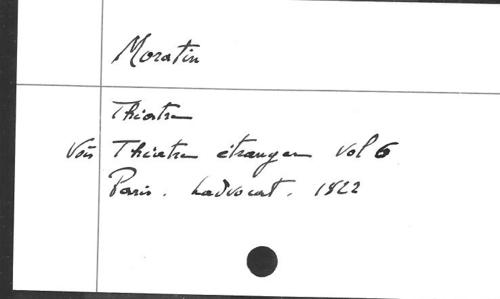 Moratin
Théatre
Voir Théatre étranger Vol 6
Paris. Ladvocat. 1822